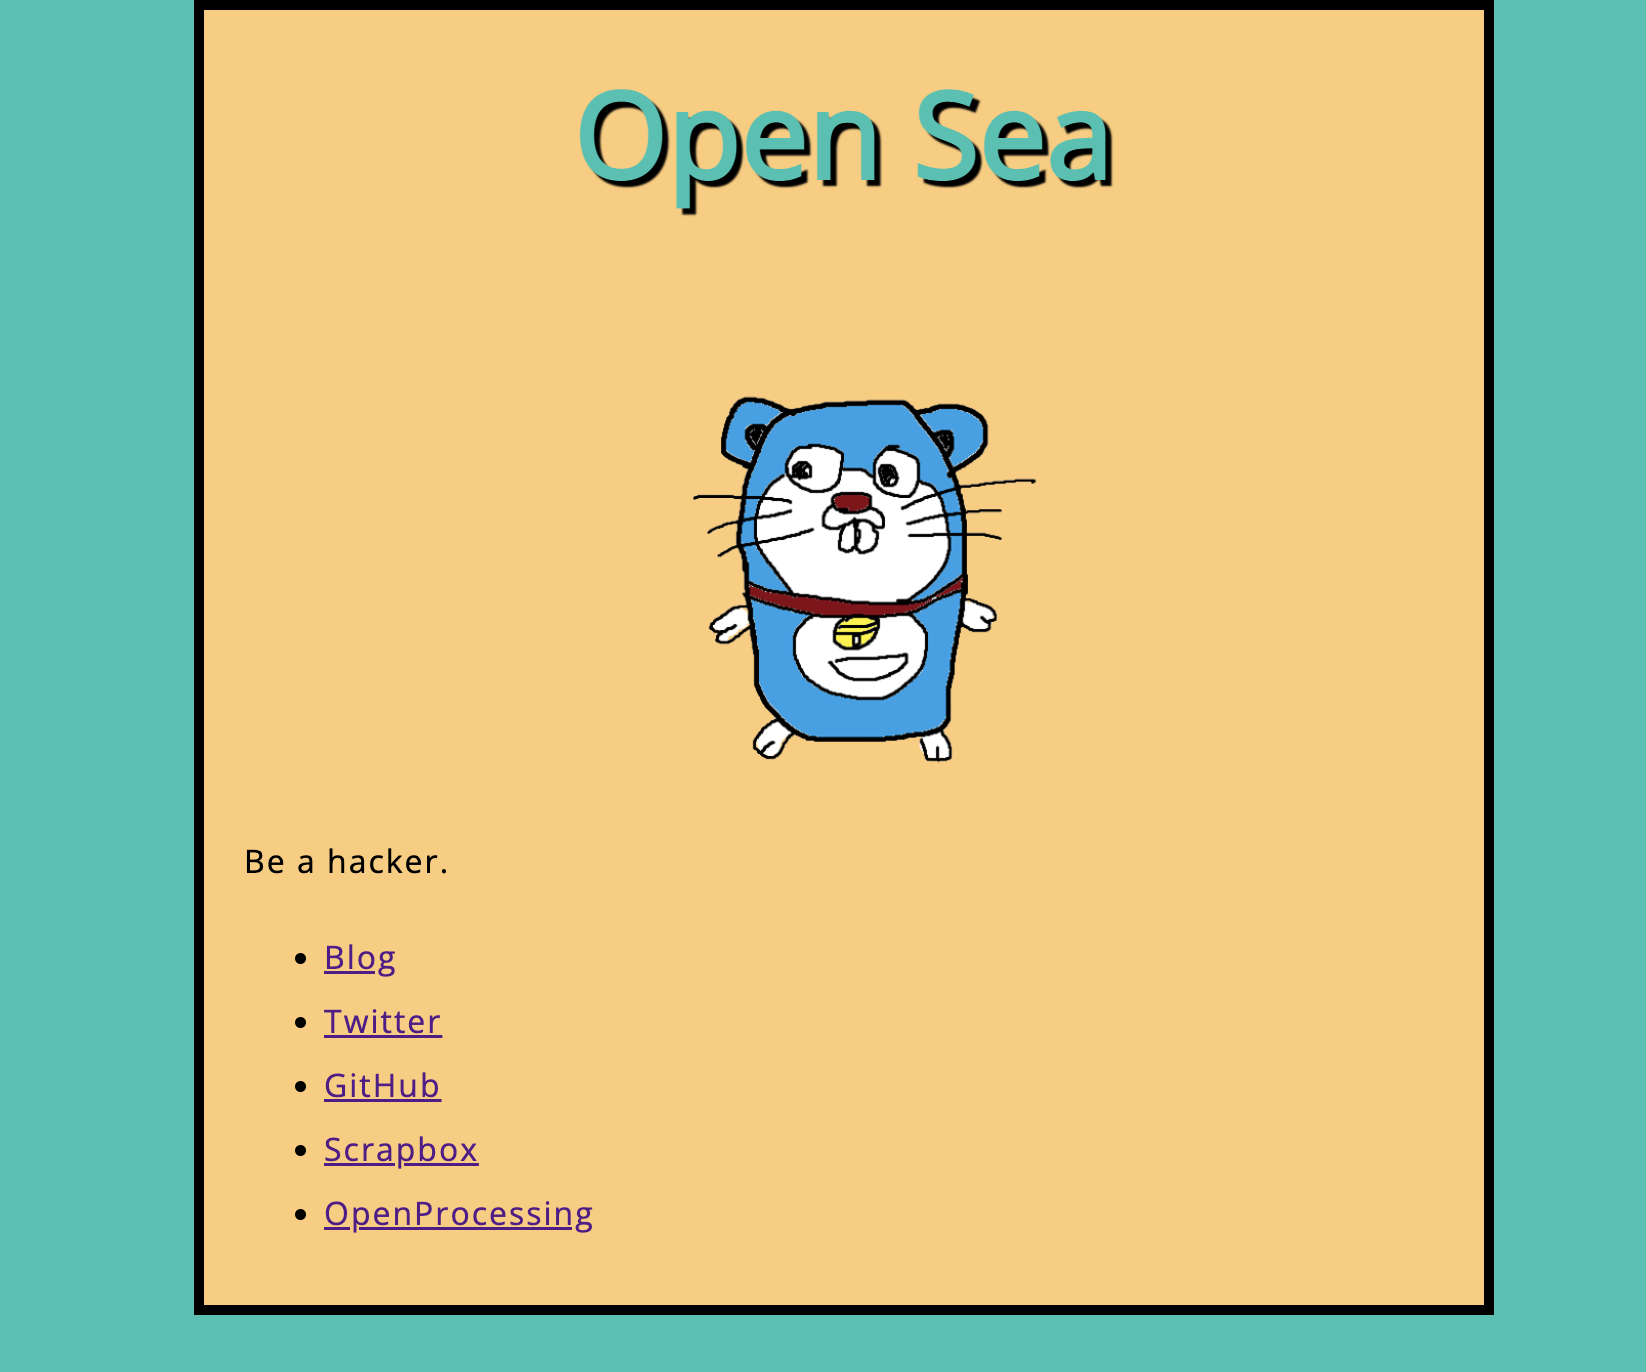 Open Sea
Be a hacker.
Blog
Twitter
GitHub
Scrapbox
OpenProcessing